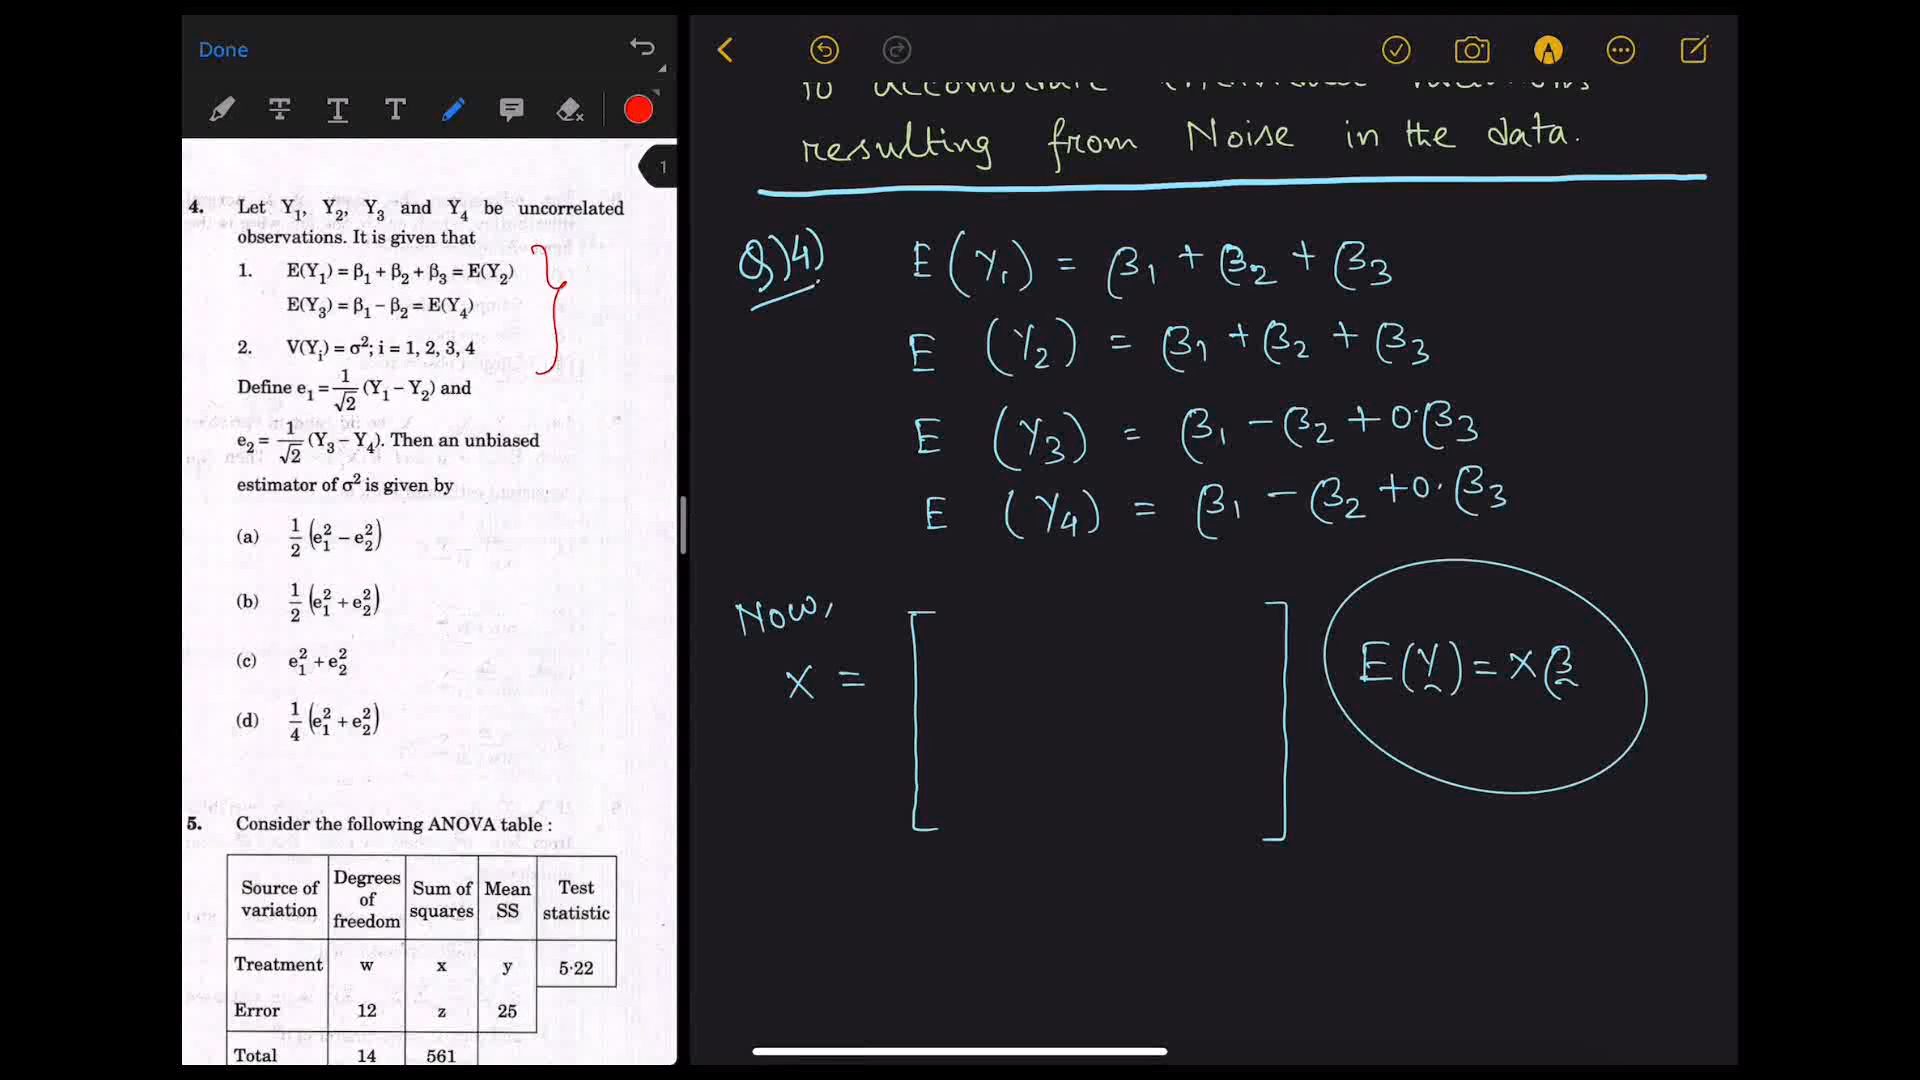 Done
1
4. Let Y₁, Y₂, Y₃ and Y₄ be uncorrelated
observations. It is given that
1. E(Y₁) = β₁ + β₂ + β₃ = E(Y₂)
E(Y₃) = β₁ − β₂ = E(Y₄)
2. V(Yᵢ) = σ²; i = 1, 2, 3, 4
Define e₁ = 1/√2 (Y₁ − Y₂) and
e₂ = 1/√2 (Y₃ − Y₄). Then an unbiased
estimator of σ² is given by
(a) 1/2 (e₁² − e₂²)
(b) 1/2 (e₁² + e₂²)
(c) e₁² + e₂²
(d) 1/4 (e₁² + e₂²)
5. Consider the following ANOVA table :
Source of variation Degrees of freedom Sum of squares Mean SS Test statistic
Treatment w x y 5·22
Error 12 z 25
Total 14 561
to accomodate
resulting from Noise in the data.
Q)4) E(Y₁) = β₁ + β₂ + β₃
E (Y₂) = β₁ + β₂ + β₃
E (Y₃) = β₁ − β₂ + 0·β₃
E (Y₄) = β₁ − β₂ + 0·β₃
Now,
X = [ ]
E(Y) = Xβ